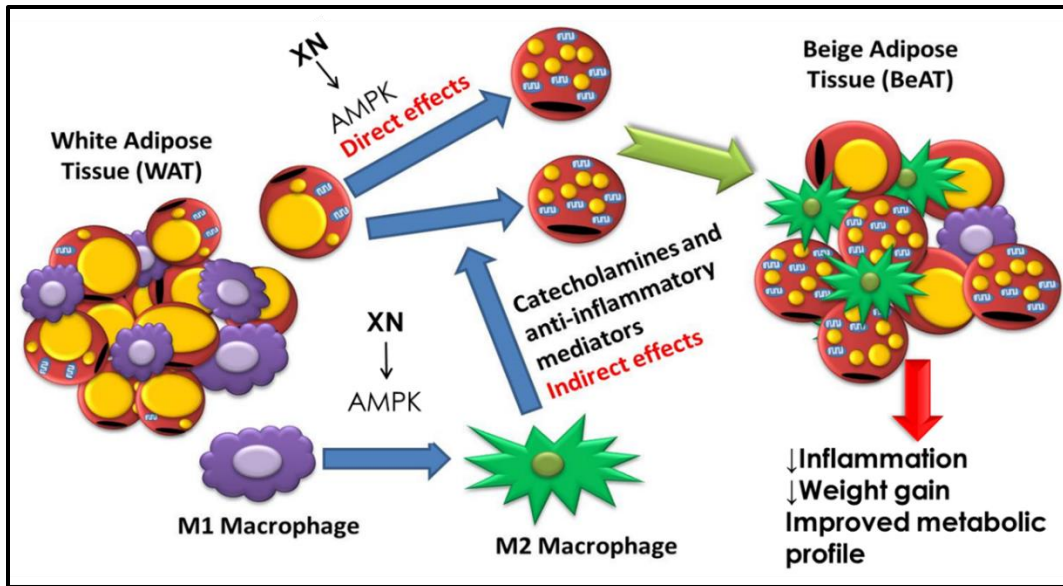 XN
AMPK
Direct effects
White Adipose
Tissue (WAT)
Beige Adipose
Tissue (BeAT)
Catecholamines and
anti-inflammatory
mediators
Indirect effects
XN
AMPK
M1 Macrophage
M2 Macrophage
↓Inflammation
↓Weight gain
Improved metabolic
profile